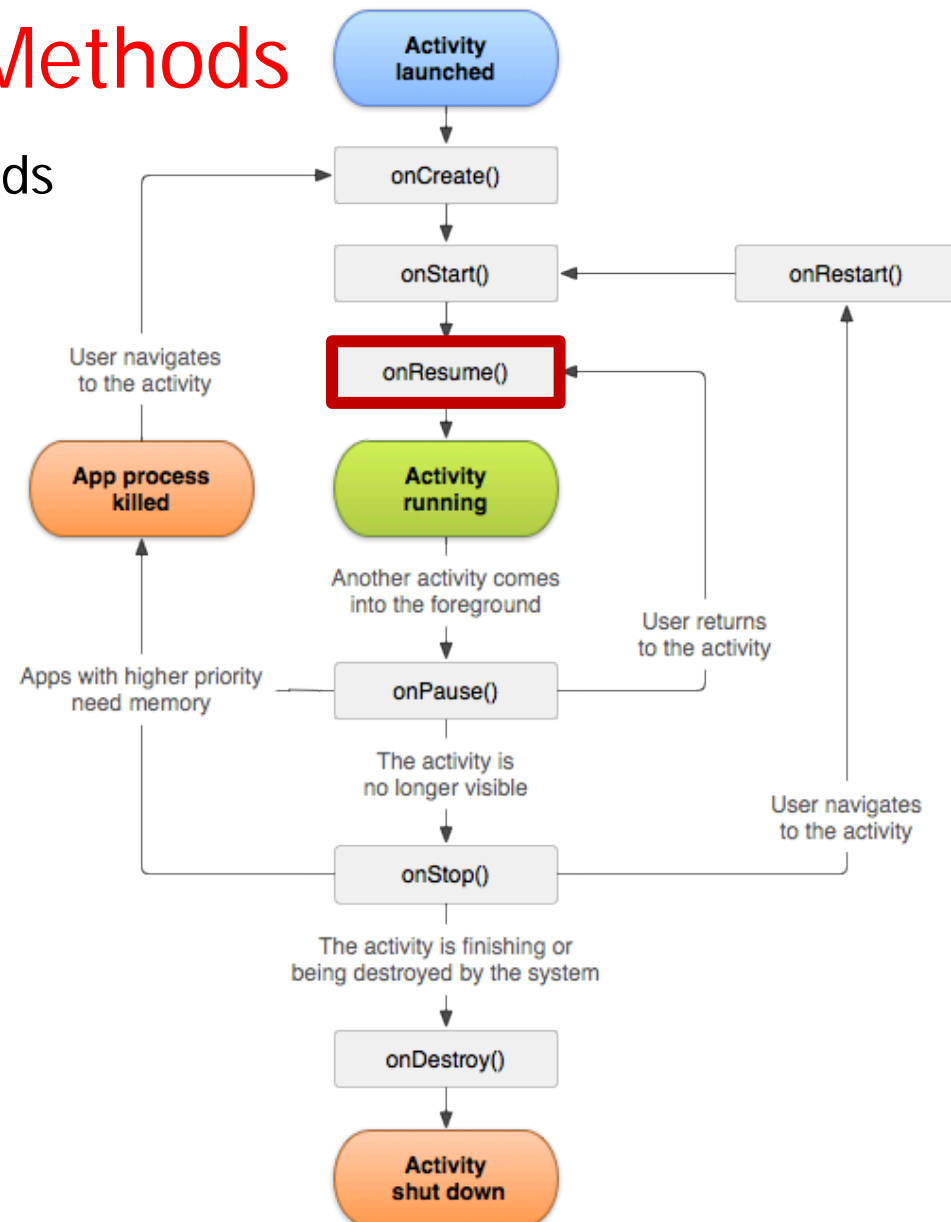 Methods
ds
Activity
launched
onCreate()
onStart()
onRestart()
User navigates
to the activity
onResume()
App process
killed
Activity
running
Another activity comes
into the foreground
User returns
to the activity
Apps with higher priority
need memory
onPause()
The activity is
no longer visible
User navigates
to the activity
onStop()
The activity is finishing or
being destroyed by the system
onDestroy()
Activity
shut down